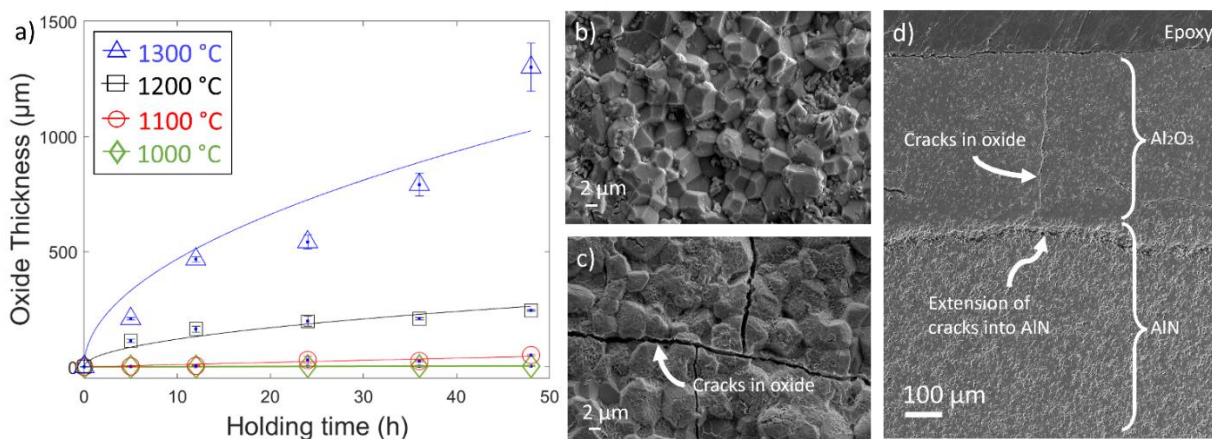 a)
1500
1000
500
0
0
10
20
30
40
50
Oxide Thickness (µm)
Holding time (h)
1300 °C
1200 °C
1100 °C
1000 °C
b)
2 µm
c)
Cracks in oxide
2 µm
d)
Epoxy
Cracks in oxide
Al₂O₃
Extension of
cracks into AlN
AlN
100 µm